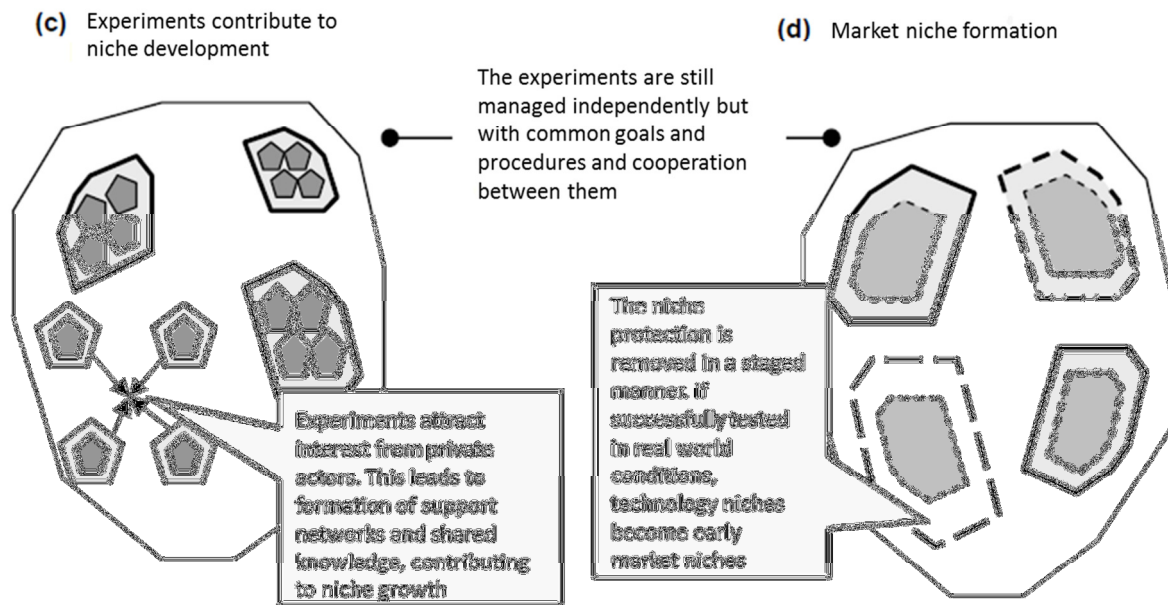 (c) Experiments contribute to
niche development
(d) Market niche formation
The experiments are still
managed independently but
with common goals and
procedures and cooperation
between them
Experiments attract
interest from private
actors. This leads to
formation of support
networks and shared
knowledge, contributing
to niche growth
The niche
protection is
removed in a staged
manner. if
successfully tested
in real world
conditions,
technology niches
become early
market niches